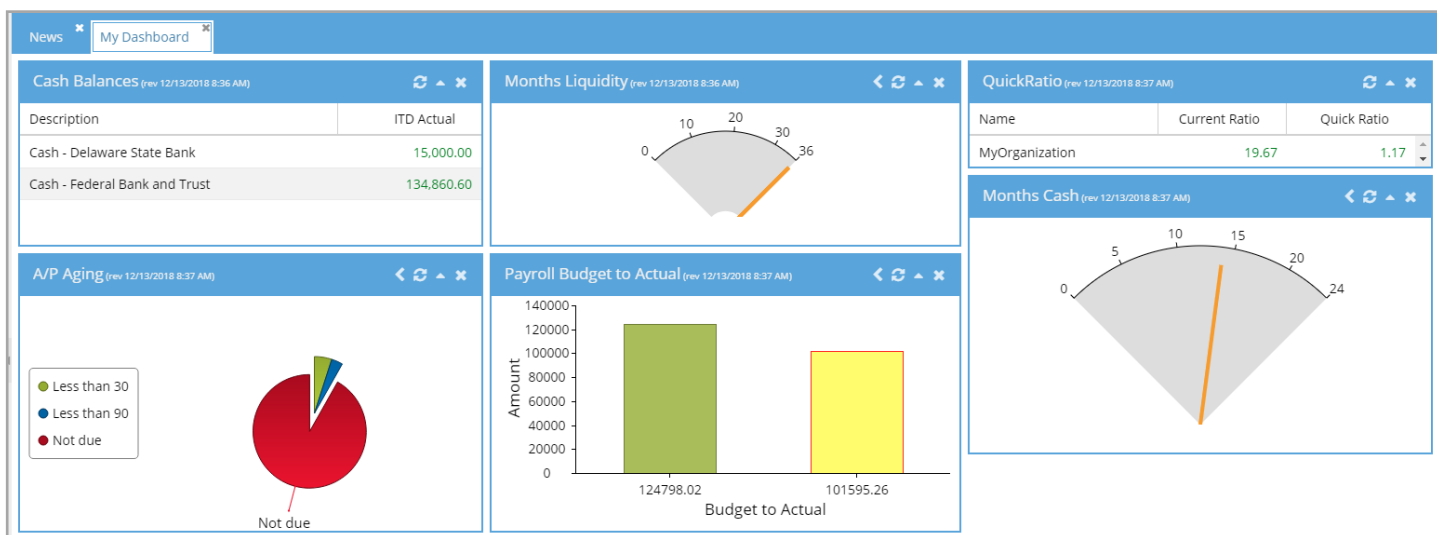 News
My Dashboard
Cash Balances (rev 12/13/2018 8:36 AM)
Description ITD Actual
Cash - Delaware State Bank 15,000.00
Cash - Federal Bank and Trust 134,860.60
Months Liquidity (rev 12/13/2018 8:36 AM)
0 10 20 30 36
QuickRatio (rev 12/13/2018 8:37 AM)
Name Current Ratio Quick Ratio
MyOrganization 19.67 1.17
Months Cash (rev 12/13/2018 8:37 AM)
0 5 10 15 20 24
A/P Aging (rev 12/13/2018 8:37 AM)
Less than 30
Less than 90
Not due
Not due
Payroll Budget to Actual (rev 12/13/2018 8:37 AM)
Amount
140000
120000
100000
80000
60000
40000
20000
0
124798.02 101595.26
Budget to Actual